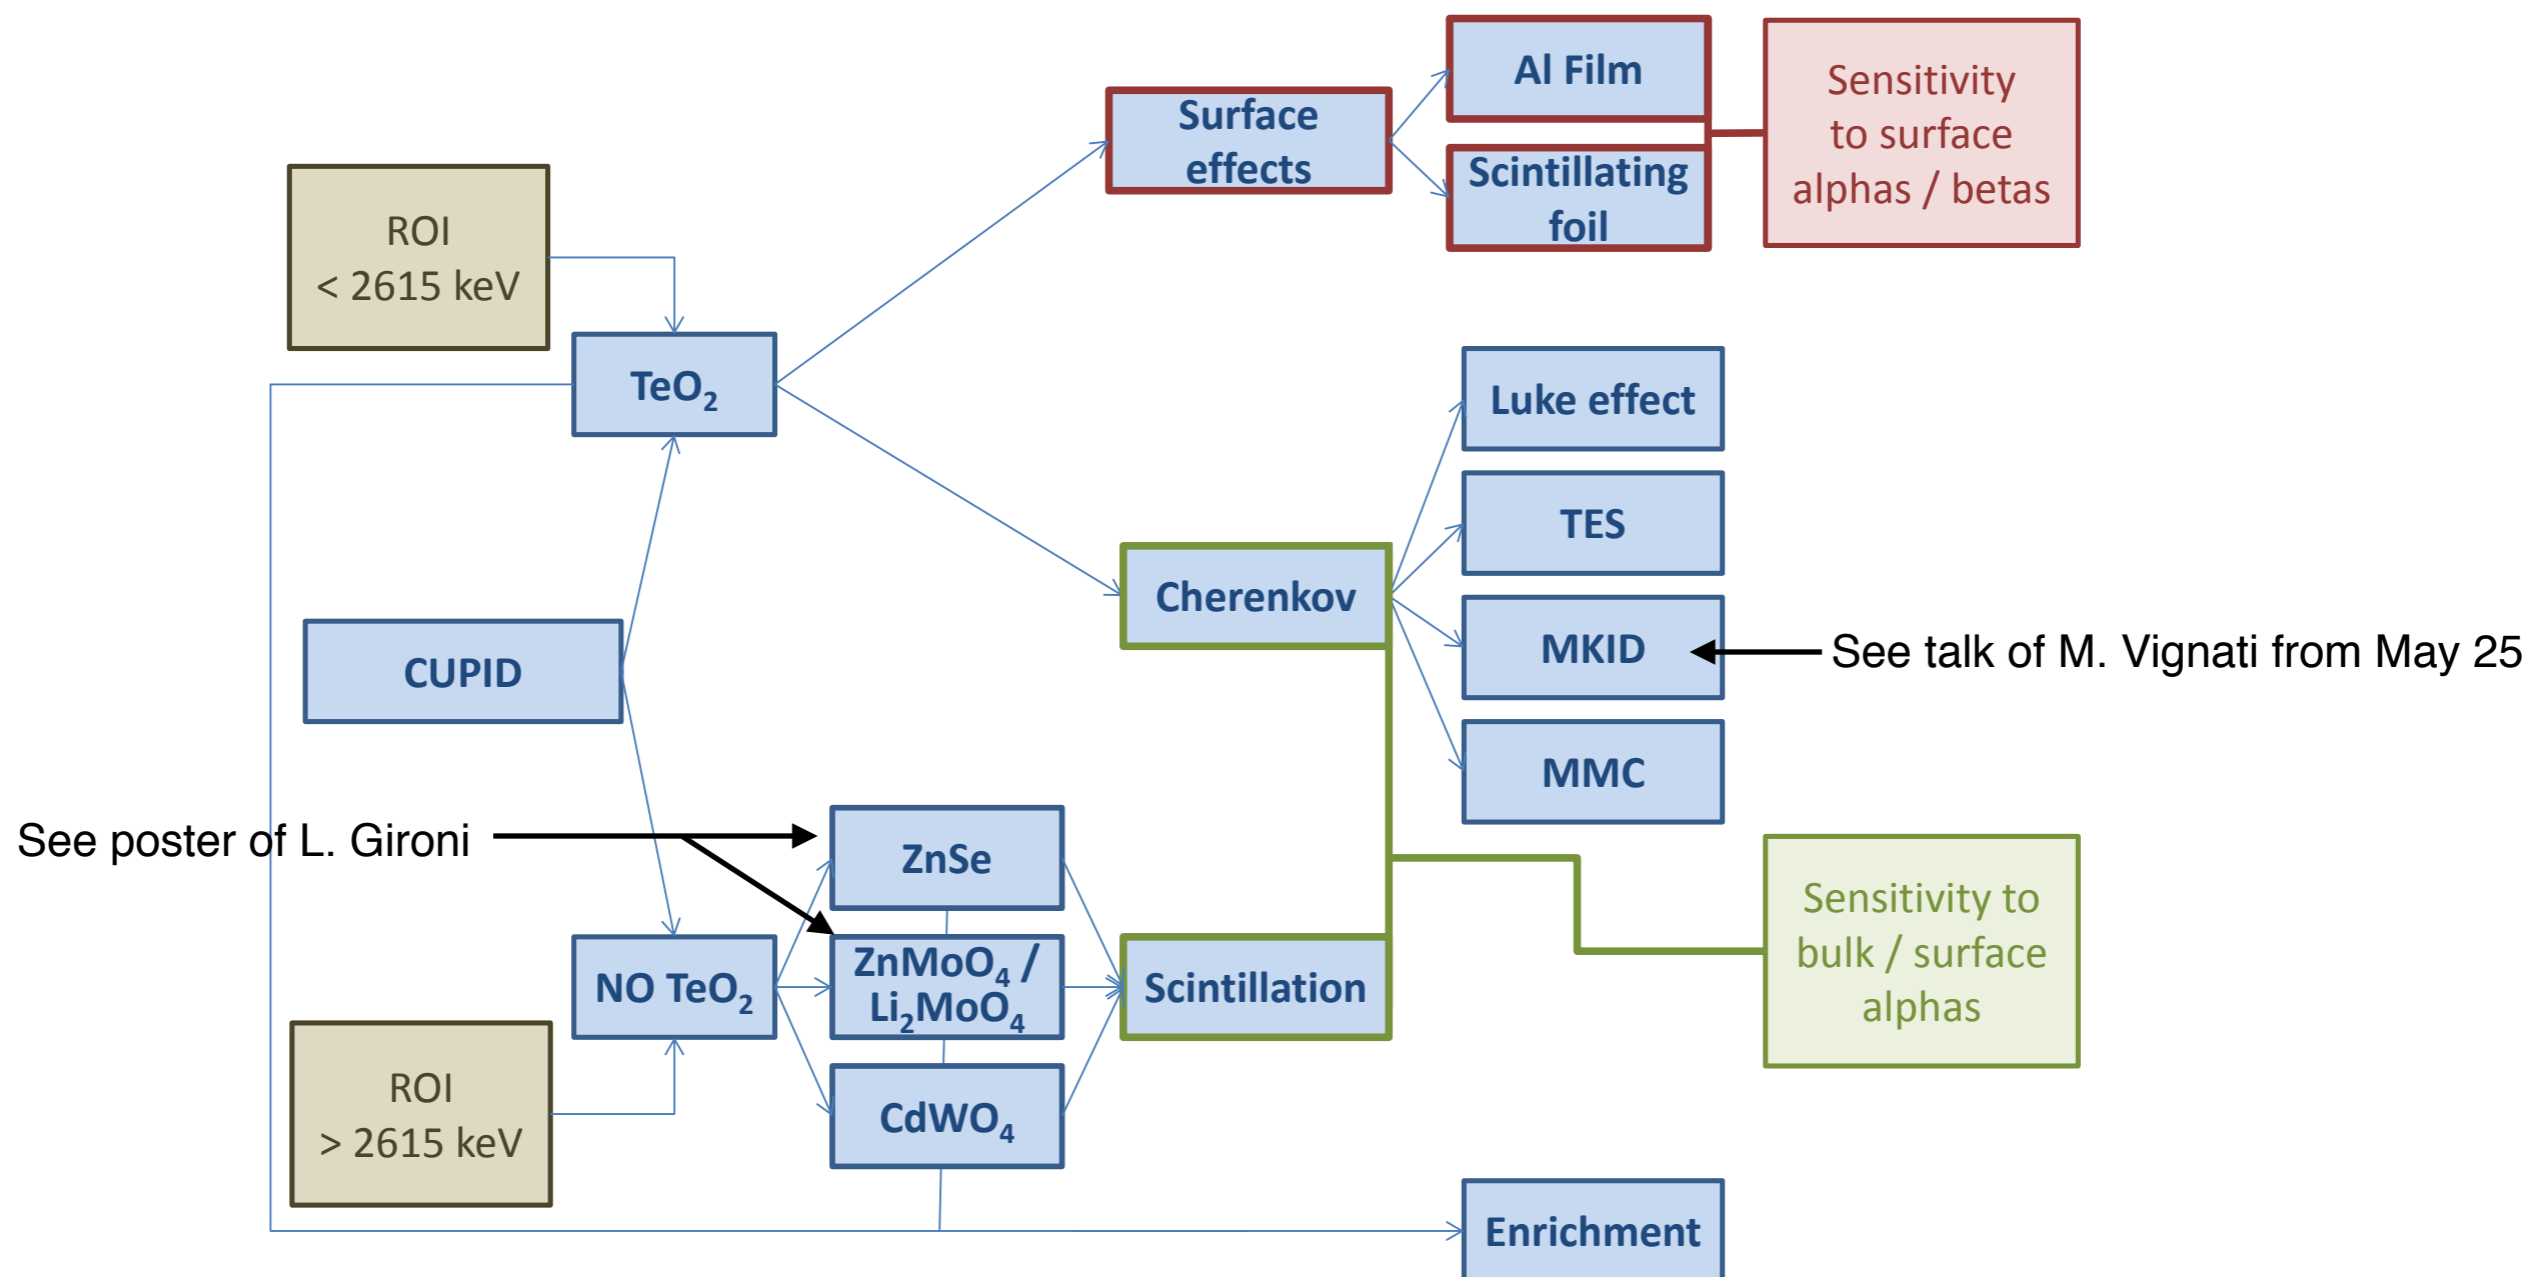 Al Film
Sensitivity
to surface
alphas / betas
Surface
effects
Scintillating
foil
ROI
< 2615 keV
TeO₂
Luke effect
TES
Cherenkov
MKID
See talk of M. Vignati from May 25
CUPID
MMC
See poster of L. Gironi
ZnSe
Sensitivity to
bulk / surface
alphas
NO TeO₂
ZnMoO₄ /
Li₂MoO₄
Scintillation
ROI
> 2615 keV
CdWO₄
Enrichment